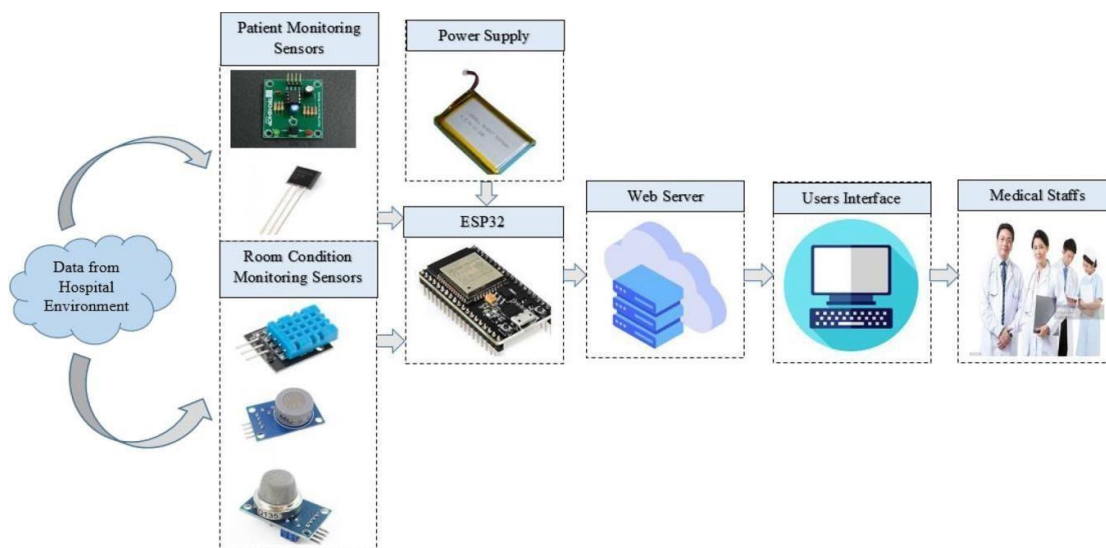 Patient Monitoring
Sensors
Power Supply
Data from
Hospital
Environment
Room Condition
Monitoring Sensors
ESP32
Web Server
Users Interface
Medical Staffs